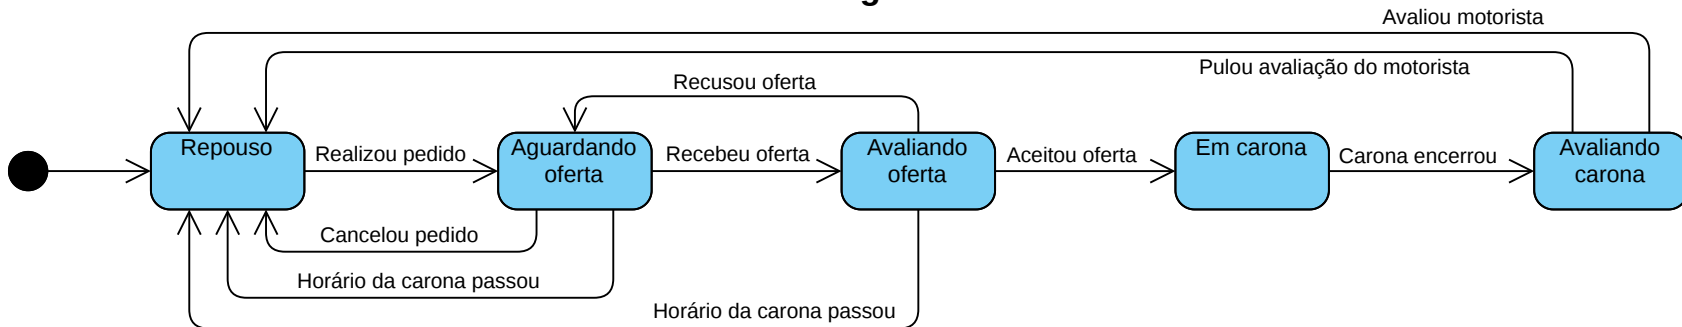 Avaliou motorista
Pulou avaliação do motorista
Recusou oferta
Repouso
Realizou pedido
Aguardando
oferta
Recebeu oferta
Avaliando
oferta
Aceitou oferta
Em carona
Carona encerrou
Avaliando
carona
Cancelou pedido
Horário da carona passou
Horário da carona passou